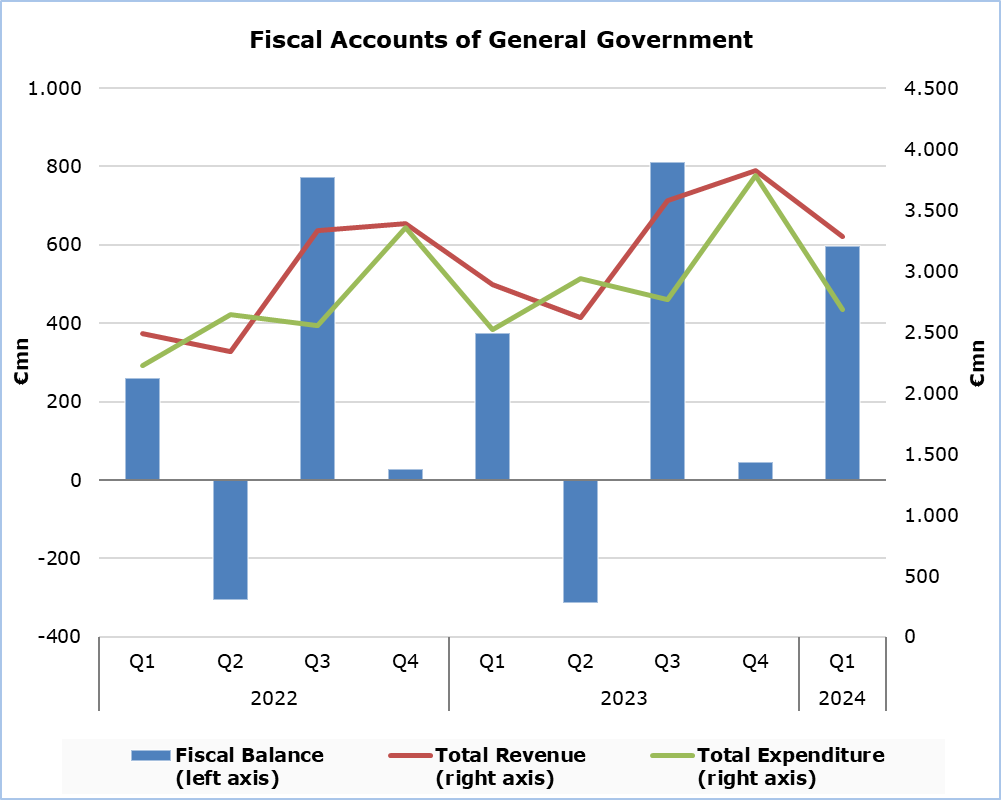 Fiscal Accounts of General Government
1.000
800
600
400
200
0
-200
-400
€mn
4.500
4.000
3.500
3.000
2.500
2.000
1.500
1.000
500
0
€mn
Q1 Q2 Q3 Q4 Q1 Q2 Q3 Q4 Q1
2022 2023 2024
Fiscal Balance Total Revenue Total Expenditure
(left axis) (right axis) (right axis)